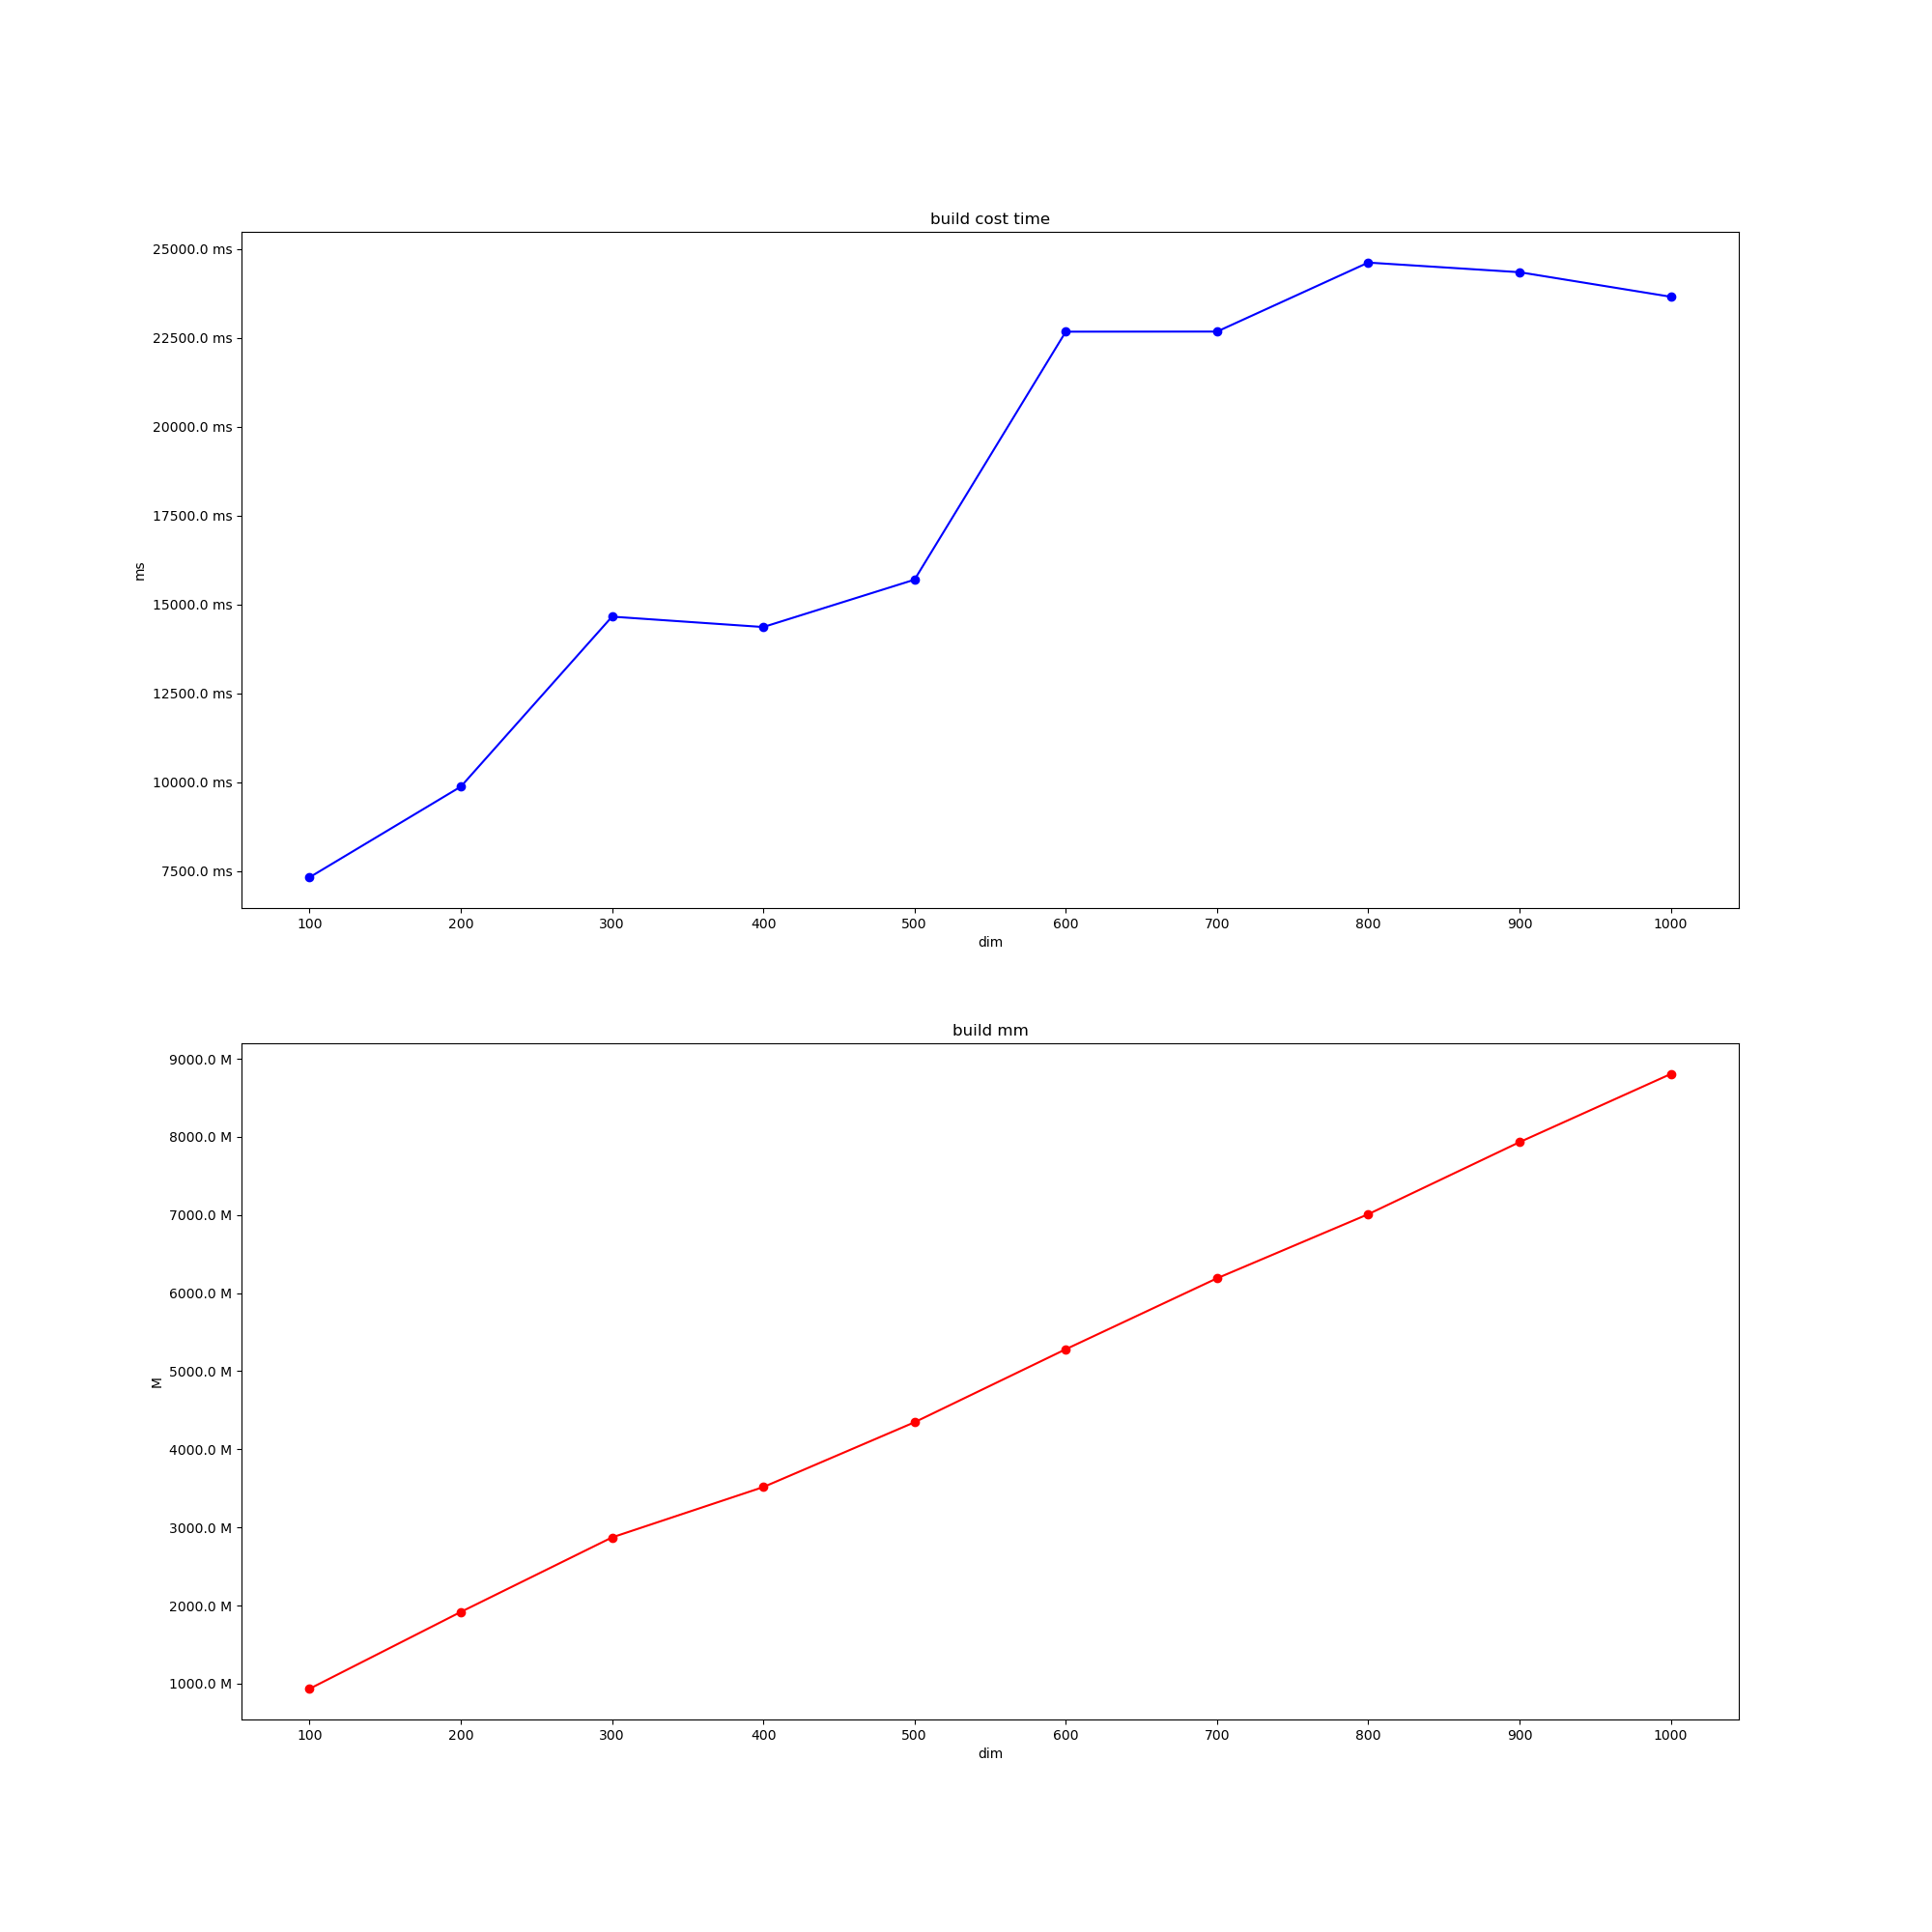 build cost time
25000.0 ms
22500.0 ms
20000.0 ms
17500.0 ms
15000.0 ms
12500.0 ms
10000.0 ms
7500.0 ms
ms
100 200 300 400 500 600 700 800 900 1000
dim
build mm
9000.0 M
8000.0 M
7000.0 M
6000.0 M
5000.0 M
4000.0 M
3000.0 M
2000.0 M
1000.0 M
M
100 200 300 400 500 600 700 800 900 1000
dim